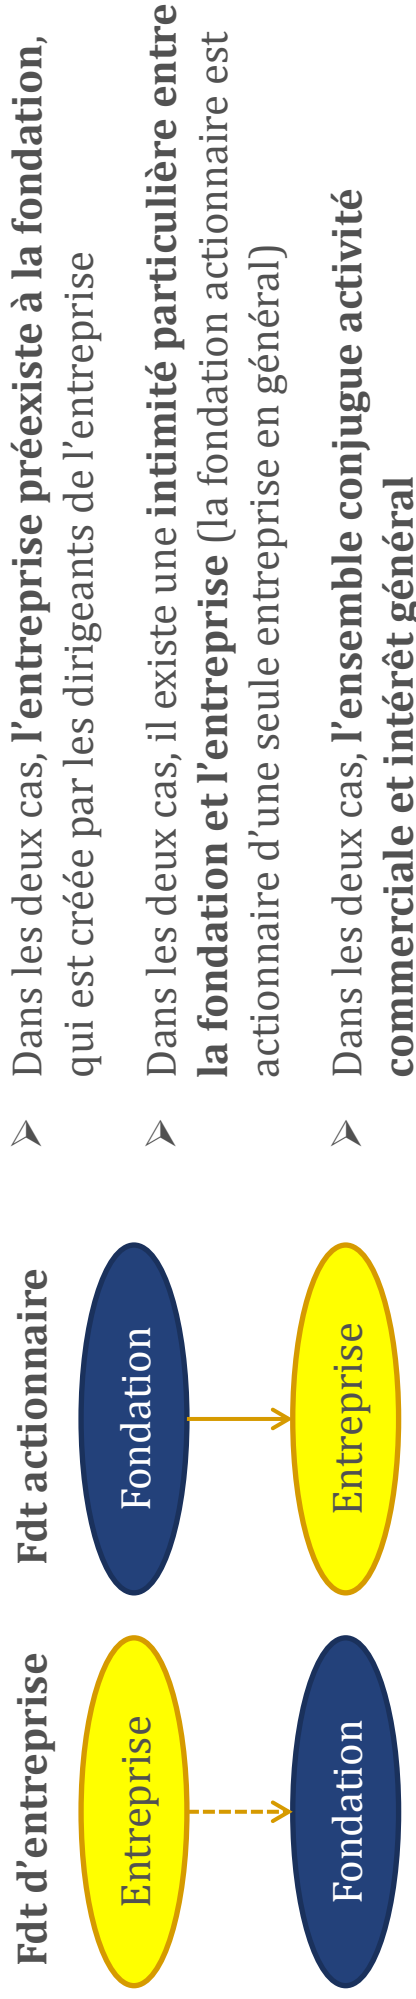 Fdt d’entreprise
Entreprise
Fondation
Fdt actionnaire
Fondation
Entreprise
➢ Dans les deux cas, l’entreprise préexiste à la fondation,
qui est créée par les dirigeants de l’entreprise
➢ Dans les deux cas, il existe une intimité particulière entre
la fondation et l’entreprise (la fondation actionnaire est
actionnaire d’une seule entreprise en général)
➢ Dans les deux cas, l’ensemble conjugue activité
commerciale et intérêt général